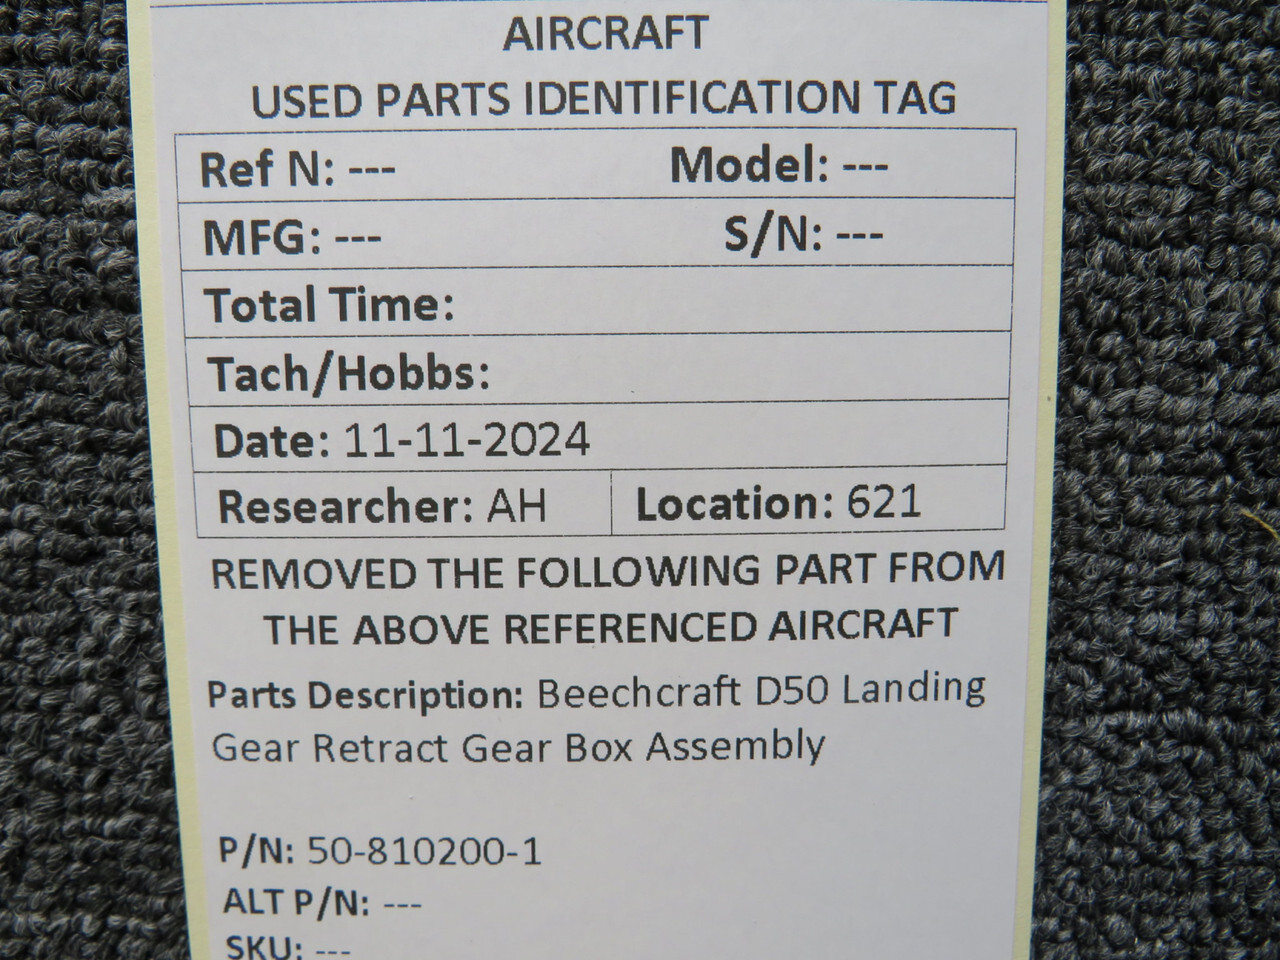 AIRCRAFT
USED PARTS IDENTIFICATION TAG
Ref N: --- Model: ---
MFG: --- S/N: ---
Total Time:
Tach/Hobbs:
Date: 11-11-2024
Researcher: AH Location: 621
REMOVED THE FOLLOWING PART FROM
THE ABOVE REFERENCED AIRCRAFT
Parts Description: Beechcraft D50 Landing
Gear Retract Gear Box Assembly
P/N: 50-810200-1
ALT P/N: ---
SKU: ---